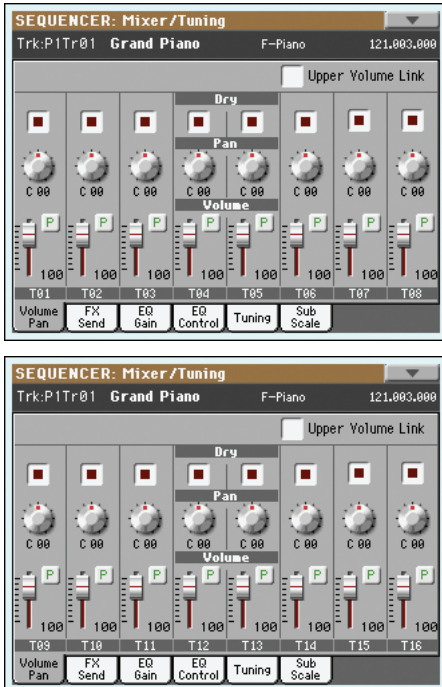 SEQUENCER: Mixer/Tuning
Trk:P1Tr01 Grand Piano F-Piano 121.003.000
Upper Volume Link
Dry
Pan
C 00 C 00 C 00 C 00 C 00 C 00 C 00 C 00
Volume
P P P P P P P P
100 100 100 100 100 100 100 100
T01 T02 T03 T04 T05 T06 T07 T08
Volume Pan FX Send EQ Gain EQ Control Tuning Sub Scale
SEQUENCER: Mixer/Tuning
Trk:P1Tr01 Grand Piano F-Piano 121.003.000
Upper Volume Link
Dry
Pan
C 00 C 00 C 00 C 00 C 00 C 00 C 00 C 00
Volume
P P P P P P P P
100 100 100 100 100 100 100 100
T09 T10 T11 T12 T13 T14 T15 T16
Volume Pan FX Send EQ Gain EQ Control Tuning Sub Scale